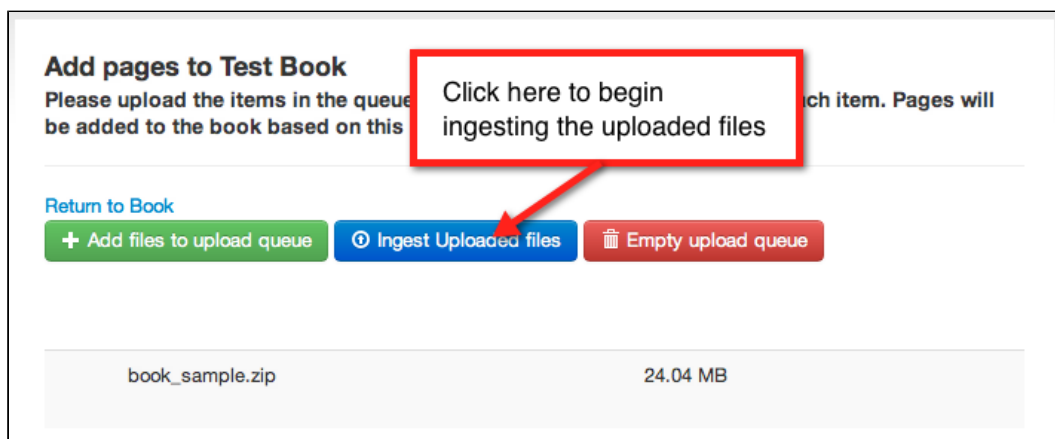 Add pages to Test Book
Please upload the items in the queue ch item. Pages will
be added to the book based on this
Click here to begin
ingesting the uploaded files
Return to Book
Add files to upload queue Ingest Uploaded files Empty upload queue
book_sample.zip 24.04 MB